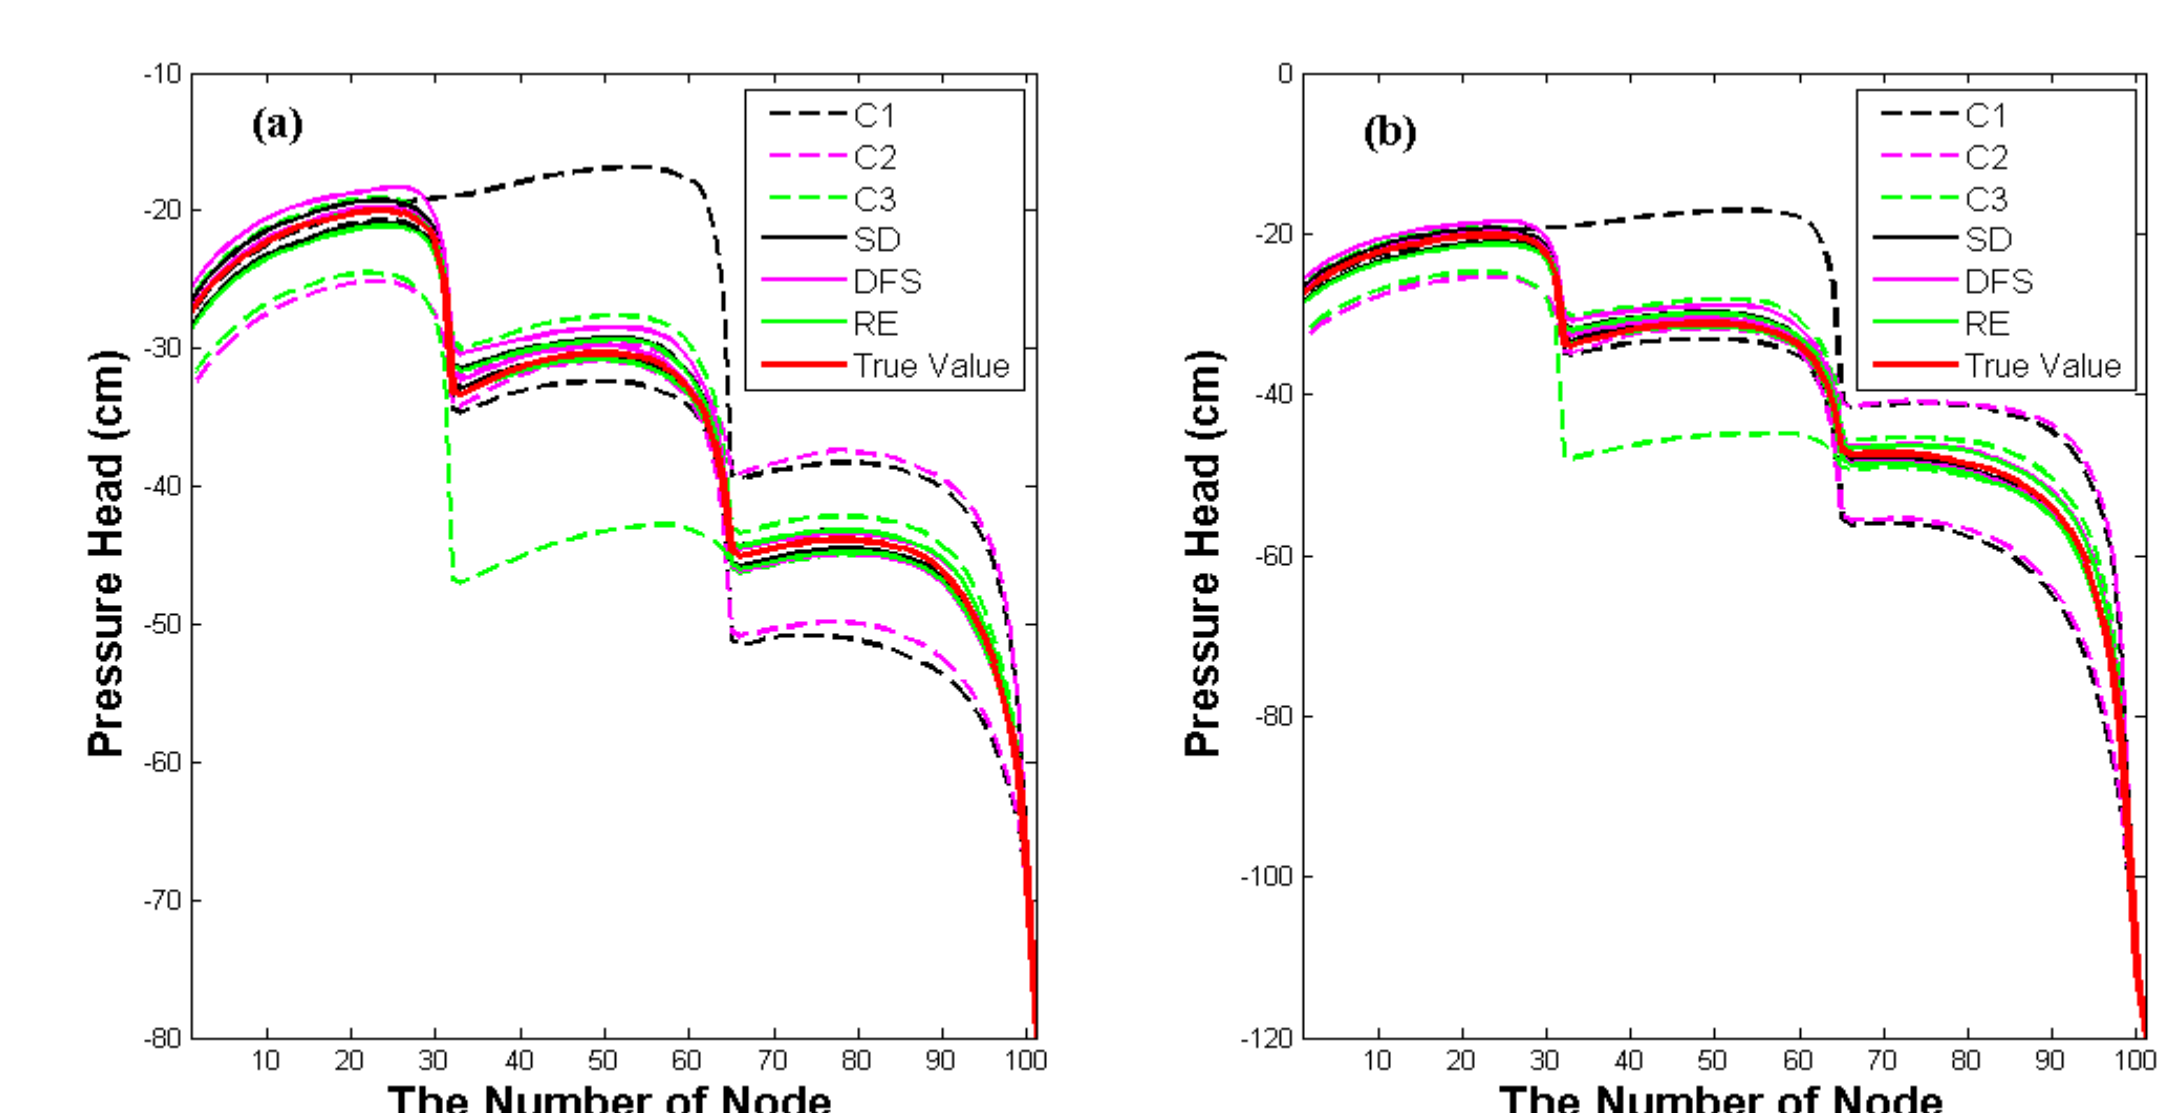 (a)
C1
C2
C3
SD
DFS
RE
True Value
-10
-20
-30
-40
-50
-60
-70
-80
10 20 30 40 50 60 70 80 90 100
Pressure Head (cm)
The Number of Node
(b)
C1
C2
C3
SD
DFS
RE
True Value
0
-20
-40
-60
-80
-100
-120
10 20 30 40 50 60 70 80 90 100
Pressure Head (cm)
The Number of Node